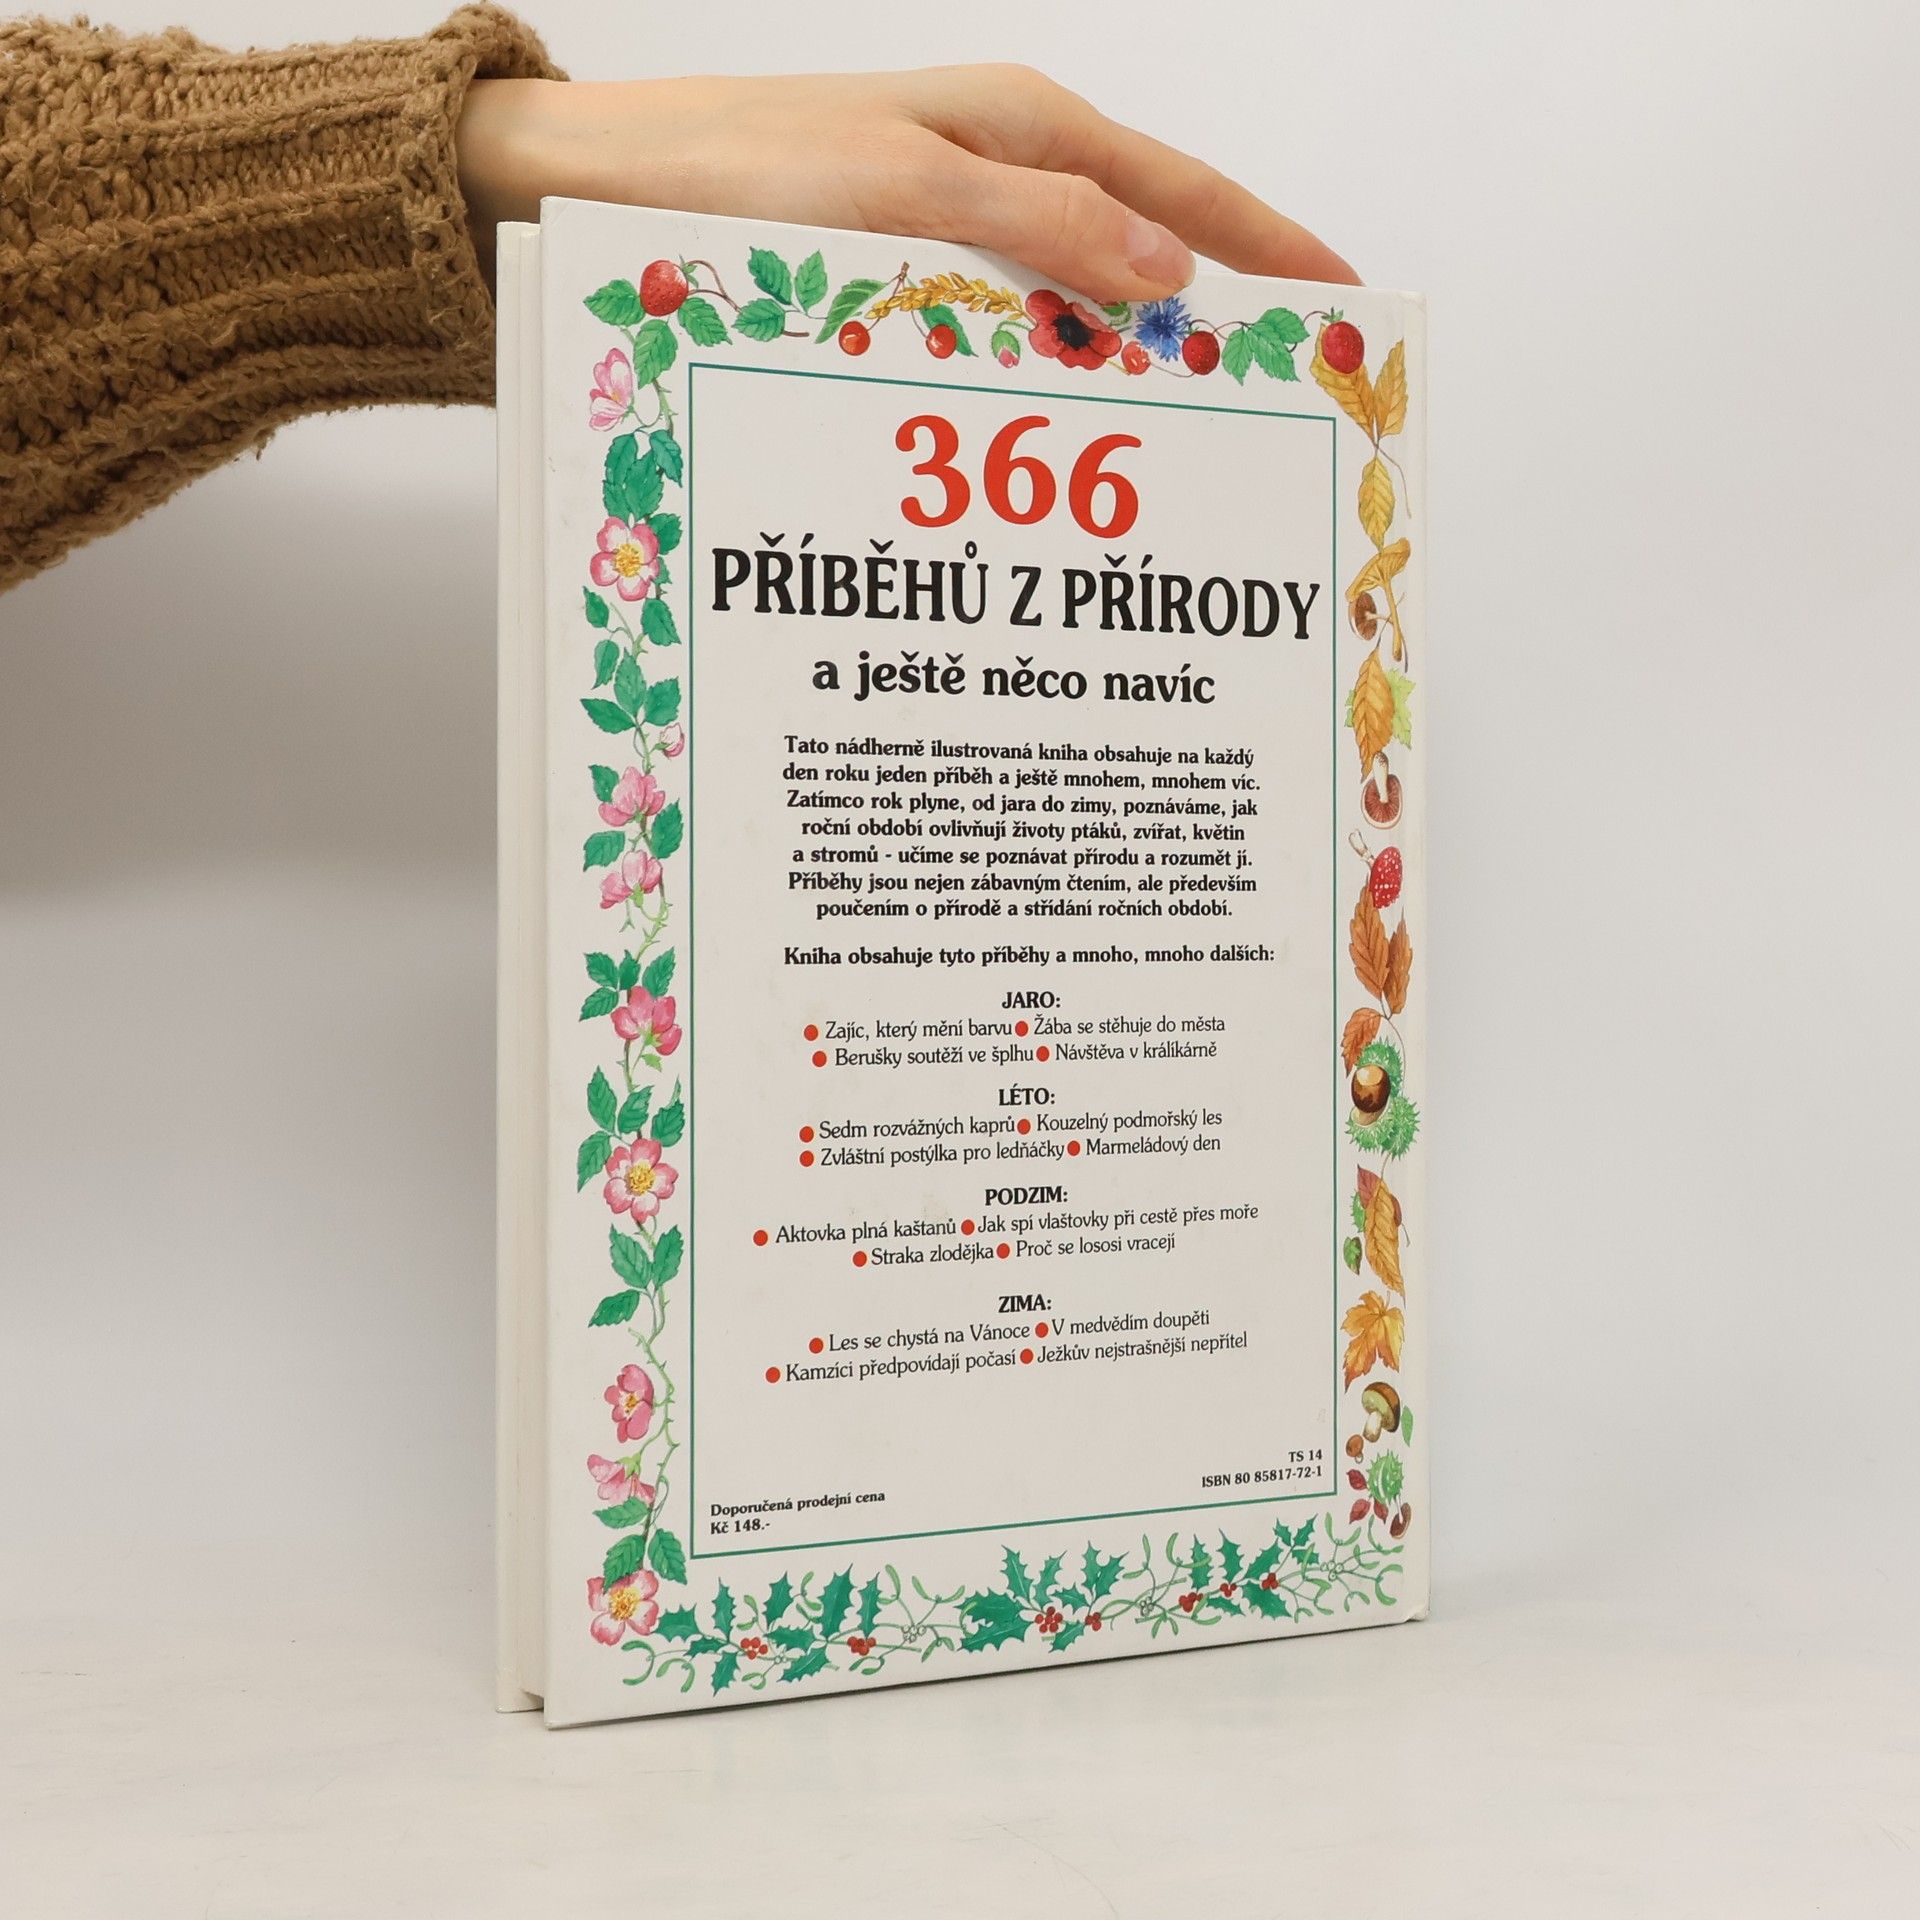 366
PŘÍBĚHŮ Z PŘÍRODY
a ještě něco navíc
Tato nádherně ilustrovaná kniha obsahuje na každý
den roku jeden příběh a ještě mnohem, mnohem víc.
Zatímco rok plyne, od jara do zimy, poznáváme, jak
roční období ovlivňují životy ptáků, zvířat, květin
a stromů - učíme se poznávat přírodu a rozumět jí.
Příběhy jsou nejen zábavným čtením, ale především
poučením o přírodě a střídání ročních období.
Kniha obsahuje tyto příběhy a mnoho, mnoho dalších:
JARO:
● Zajíc, který mění barvu ● Žába se stěhuje do města
● Berušky soutěží ve šplhu ● Návštěva v králíkárně
LÉTO:
● Sedm rozvážných kaprů ● Kouzelný podmořský les
● Zvláštní postýlka pro ledňáčky ● Marmeládový den
PODZIM:
● Aktovka plná kaštanů ● Jak spí vlaštovky při cestě přes moře
● Straka zlodějka ● Proč se lososi vracejí
ZIMA:
● Les se chystá na Vánoce ● V medvědím doupěti
● Kamzíci předpovídají počasí ● Ježkův nejstrašnější nepřítel
TS 14
ISBN 80 85817-72-1
Doporučená prodejní cena
Kč 148.-